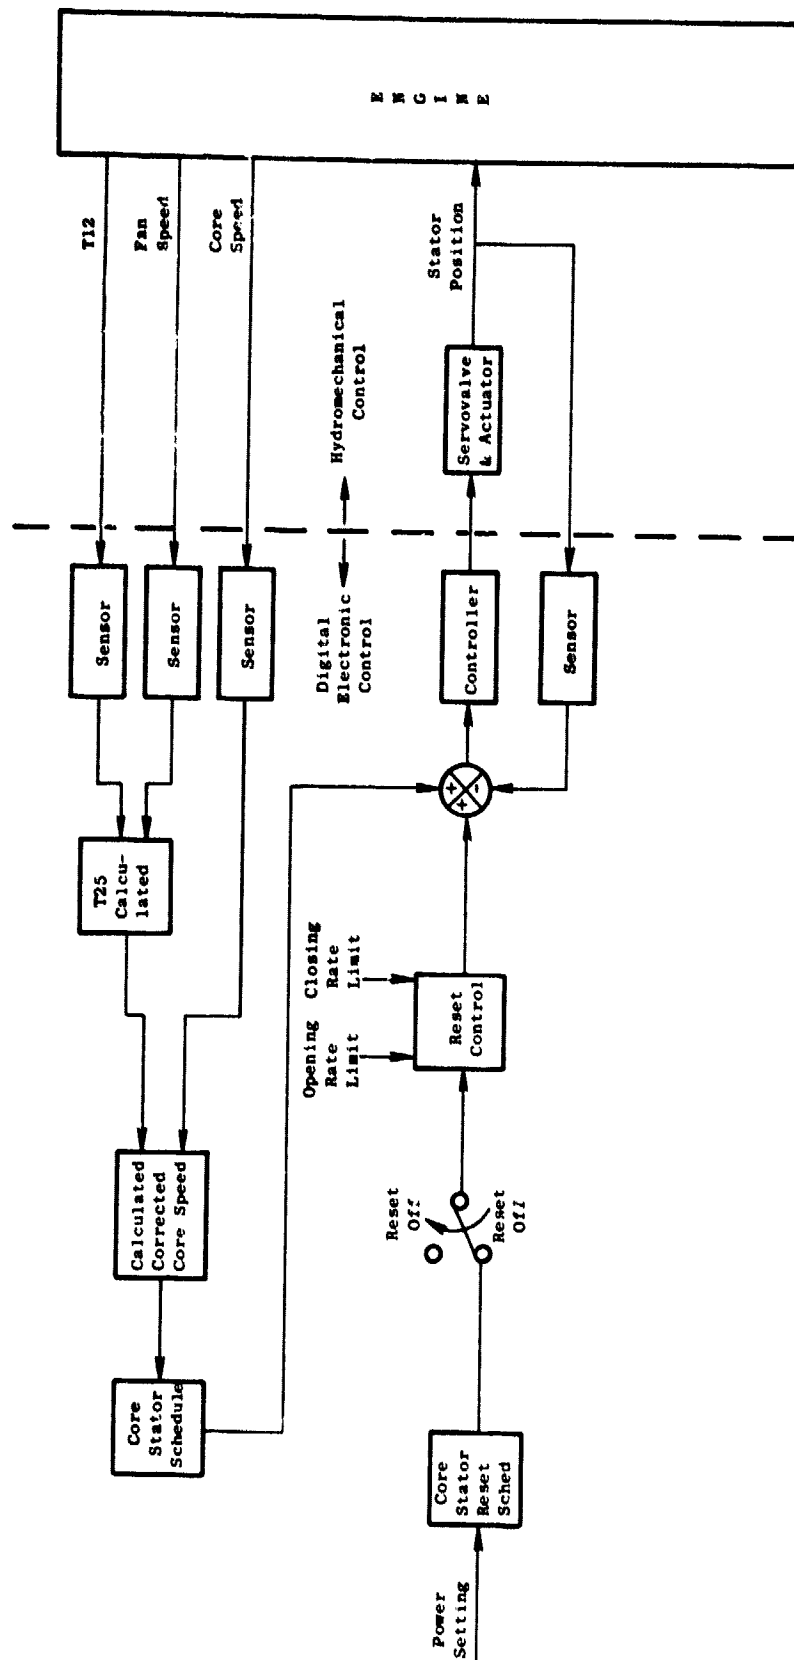 E
N
G
I
N
E
T12
Fan
Speed
Core
Speed
Stator
Position
Hydromechanical
Control
Servovalve
& Actuator
Digital
Electronic
Control
Sensor
Sensor
Sensor
Controller
Sensor
T25
Calcu-
lated
+
+
-
Opening
Rate
Limit
Closing
Rate
Limit
Reset
Control
Calculated
Corrected
Core Speed
Reset
Off
Reset
Off
Core
Stator
Schedule
Core
Stator
Reset
Sched
Power
Setting